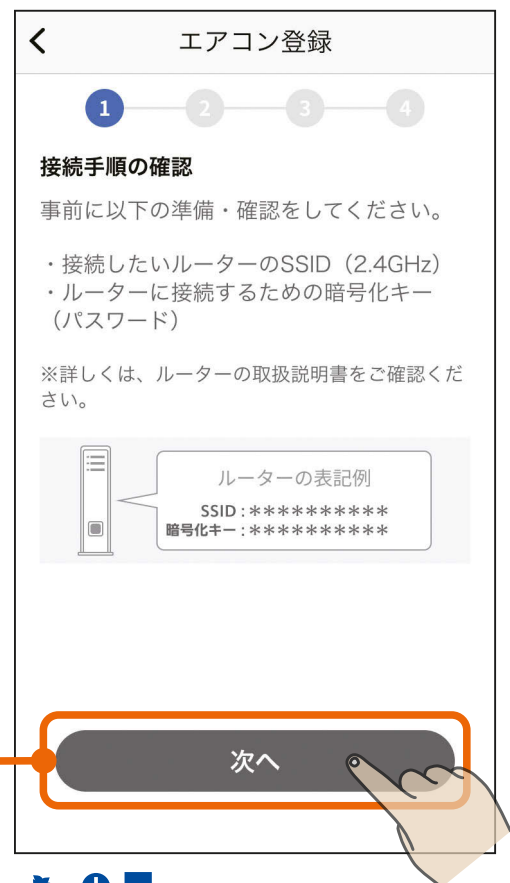 エアコン登録
1 2 3 4
接続手順の確認
事前に以下の準備・確認をしてください。
・接続したいルーターのSSID（2.4GHz）
・ルーターに接続するための暗号化キー
（パスワード）
※詳しくは、ルーターの取扱説明書をご確認くだ
さい。
ルーターの表記例
SSID：**********
暗号化キー：**********
次へ